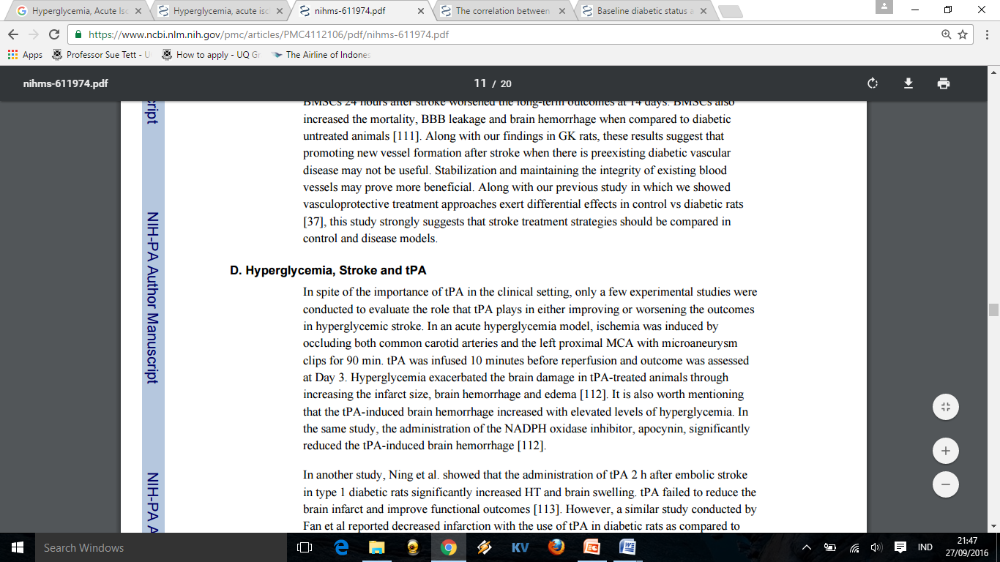 Hyperglycemia, Acute Isc
Hyperglycemia, acute isch
nihms-611974.pdf
The correlation between
Baseline diabetic status a
https://www.ncbi.nlm.nih.gov/pmc/articles/PMC4112106/pdf/nihms-611974.pdf
Apps
Professor Sue Tett - U
How to apply - UQ Gr
The Airline of Indones
nihms-611974.pdf
11 / 20
BMSCs 24 hours after stroke worsened the long-term outcomes at 14 days. BMSCs also
increased the mortality, BBB leakage and brain hemorrhage when compared to diabetic
untreated animals [111]. Along with our findings in GK rats, these results suggest that
promoting new vessel formation after stroke when there is preexisting diabetic vascular
disease may not be useful. Stabilization and maintaining the integrity of existing blood
vessels may prove more beneficial. Along with our previous study in which we showed
vasculoprotective treatment approaches exert differential effects in control vs diabetic rats
[37], this study strongly suggests that stroke treatment strategies should be compared in
control and disease models.
D. Hyperglycemia, Stroke and tPA
In spite of the importance of tPA in the clinical setting, only a few experimental studies were
conducted to evaluate the role that tPA plays in either improving or worsening the outcomes
in hyperglycemic stroke. In an acute hyperglycemia model, ischemia was induced by
occluding both common carotid arteries and the left proximal MCA with microaneurysm
clips for 90 min. tPA was infused 10 minutes before reperfusion and outcome was assessed
at Day 3. Hyperglycemia exacerbated the brain damage in tPA-treated animals through
increasing the infarct size, brain hemorrhage and edema [112]. It is also worth mentioning
that the tPA-induced brain hemorrhage increased with elevated levels of hyperglycemia. In
the same study, the administration of the NADPH oxidase inhibitor, apocynin, significantly
reduced the tPA-induced brain hemorrhage [112].
In another study, Ning et al. showed that the administration of tPA 2 h after embolic stroke
in type 1 diabetic rats significantly increased HT and brain swelling. tPA failed to reduce the
brain infarct and improve functional outcomes [113]. However, a similar study conducted by
Fan et al reported decreased infarction with the use of tPA in diabetic rats as compared to
cript
NIH-PA Author Manuscript
NIH-PA A
Search Windows
KV
IND
21:47
27/09/2016